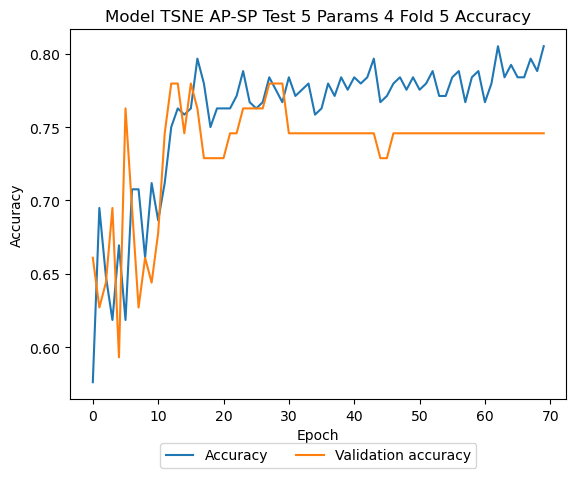 Model TSNE AP-SP Test 5 Params 4 Fold 5 Accuracy
Accuracy
0.80
0.75
0.70
0.65
0.60
0 10 20 30 40 50 60 70
Epoch
Accuracy Validation accuracy